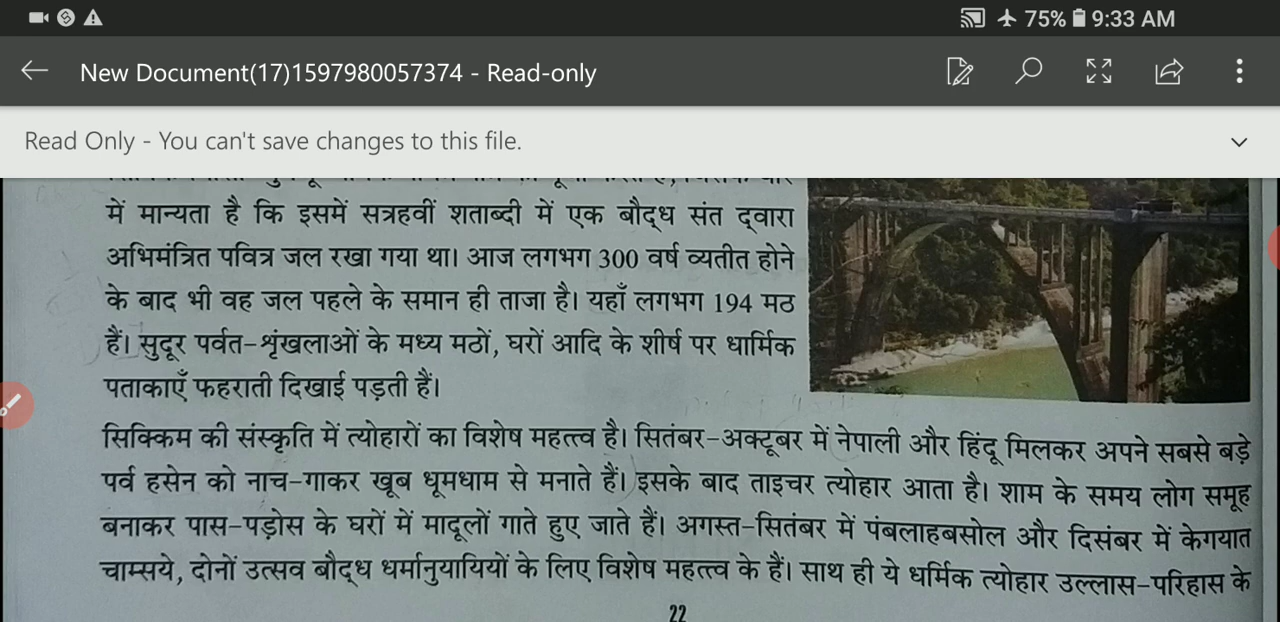 75% 9:33 AM
New Document(17)1597980057374 - Read-only
Read Only - You can't save changes to this file.
में मान्यता है कि इसमें सत्रहवीं शताब्दी में एक बौद्ध संत द्वारा
अभिमंत्रित पवित्र जल रखा गया था। आज लगभग 300 वर्ष व्यतीत होने
के बाद भी वह जल पहले के समान ही ताजा है। यहाँ लगभग 194 मठ
हैं। सुदूर पर्वत-शृंखलाओं के मध्य मठों, घरों आदि के शीर्ष पर धार्मिक
पताकाएँ फहराती दिखाई पड़ती हैं।
सिक्किम की संस्कृति में त्योहारों का विशेष महत्त्व है। सितंबर-अक्टूबर में नेपाली और हिंदू मिलकर अपने सबसे बड़े
पर्व हसेन को नाच-गाकर खूब धूमधाम से मनाते हैं। इसके बाद ताइचर त्योहार आता है। शाम के समय लोग समूह
बनाकर पास-पड़ोस के घरों में मादूलों गाते हुए जाते हैं। अगस्त-सितंबर में पंबलाहबसोल और दिसंबर में केगयात
चाम्सये, दोनों उत्सव बौद्ध धर्मानुयायियों के लिए विशेष महत्त्व के हैं। साथ ही ये धर्मिक त्योहार उल्लास-परिहास के
22